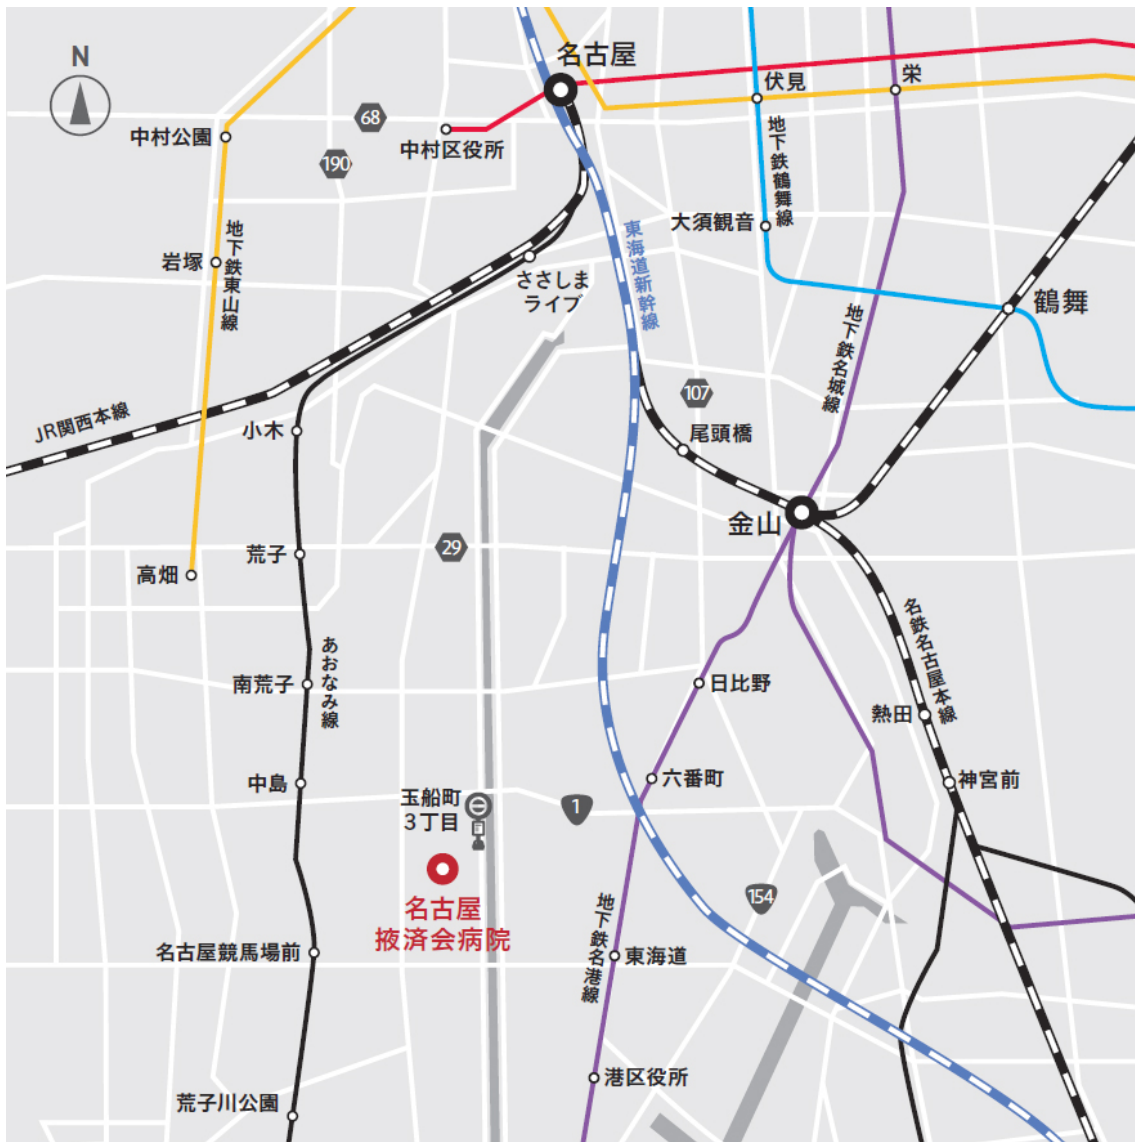 N
名古屋
栄
伏見
68
中村公園
中村区役所
190
地下鉄鶴舞線
大須観音
地下鉄東山線
岩塚
東海道新幹線
ささしま
ライブ
鶴舞
地下鉄名城線
107
JR関西本線
小木
尾頭橋
金山
荒子
29
高畑
名鉄名古屋本線
あおなみ線
南荒子
日比野
熱田
中島
六番町
神宮前
玉船町
3丁目
1
154
名古屋
掖済会病院
地下鉄名港線
名古屋競馬場前
東海道
港区役所
荒子川公園